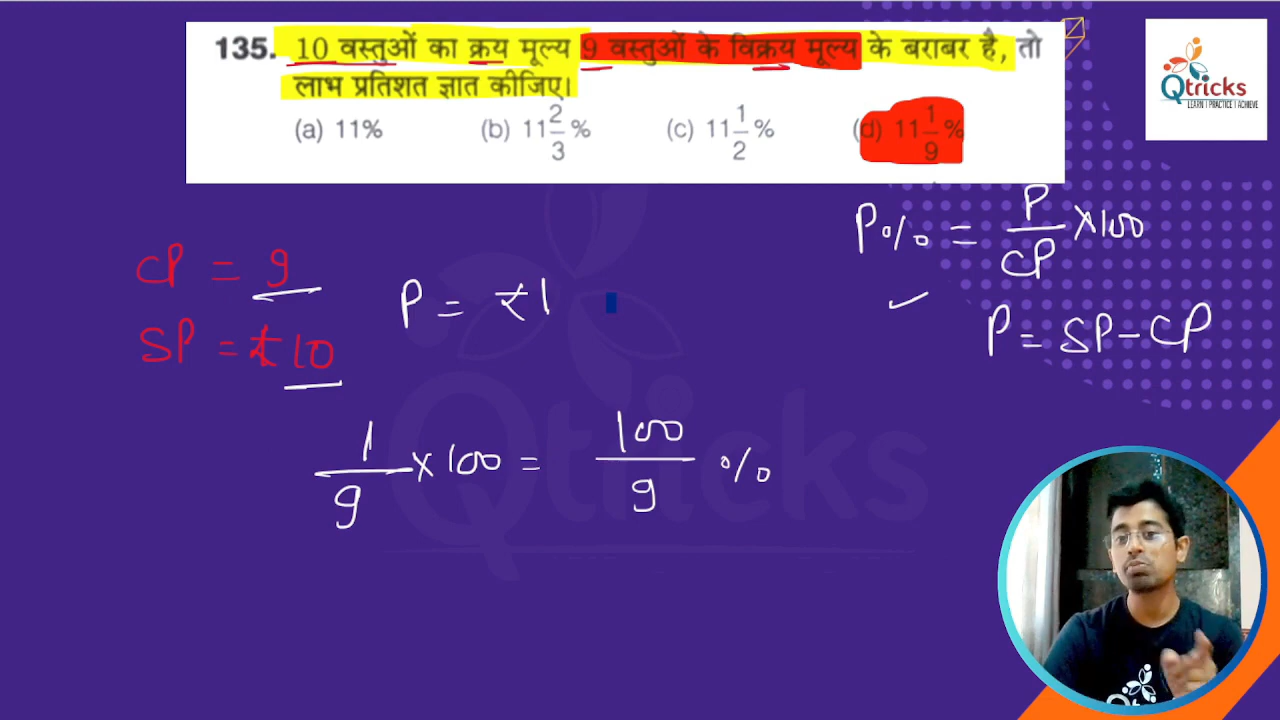 135. 10 वस्तुओं का क्रय मूल्य 9 वस्तुओं के विक्रय मूल्य के बराबर है, तो
लाभ प्रतिशत ज्ञात कीजिए।
(a) 11% (b) 11 2/3 % (c) 11 1/2 % (d) 11 1/9 %
Qtricks
LEARN | PRACTICE | ACHIEVE
P% = P/CP × 100
CP = 9
P = ₹1
P = SP - CP
SP = ₹10
1/9 × 100 = 100/9 %
Qtricks